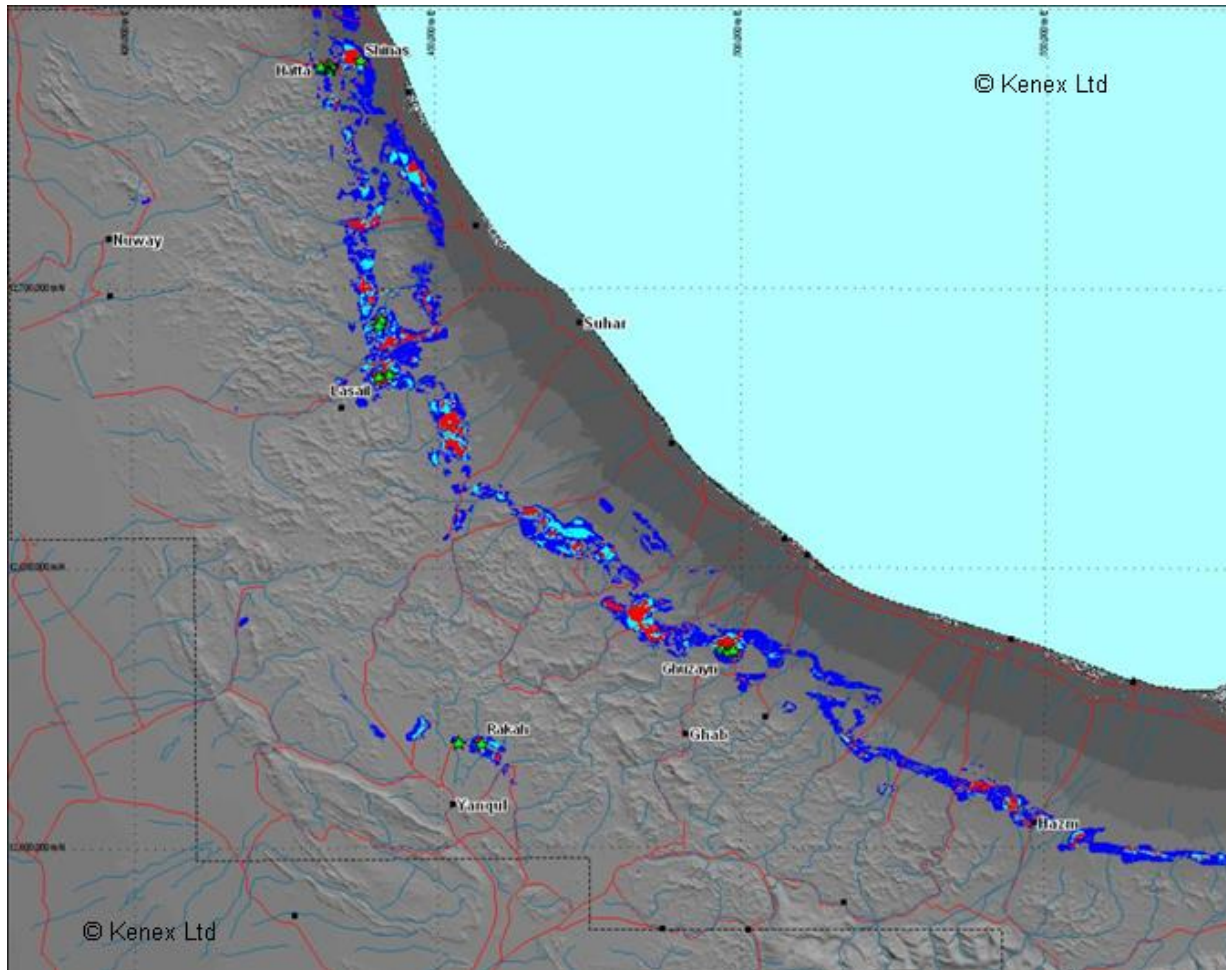 Shinas
Hatta
© Kenex Ltd
Nuway
Suhar
Lasail
Ghuzayn
Rakah
Ghab
Yanqul
Hazm
© Kenex Ltd